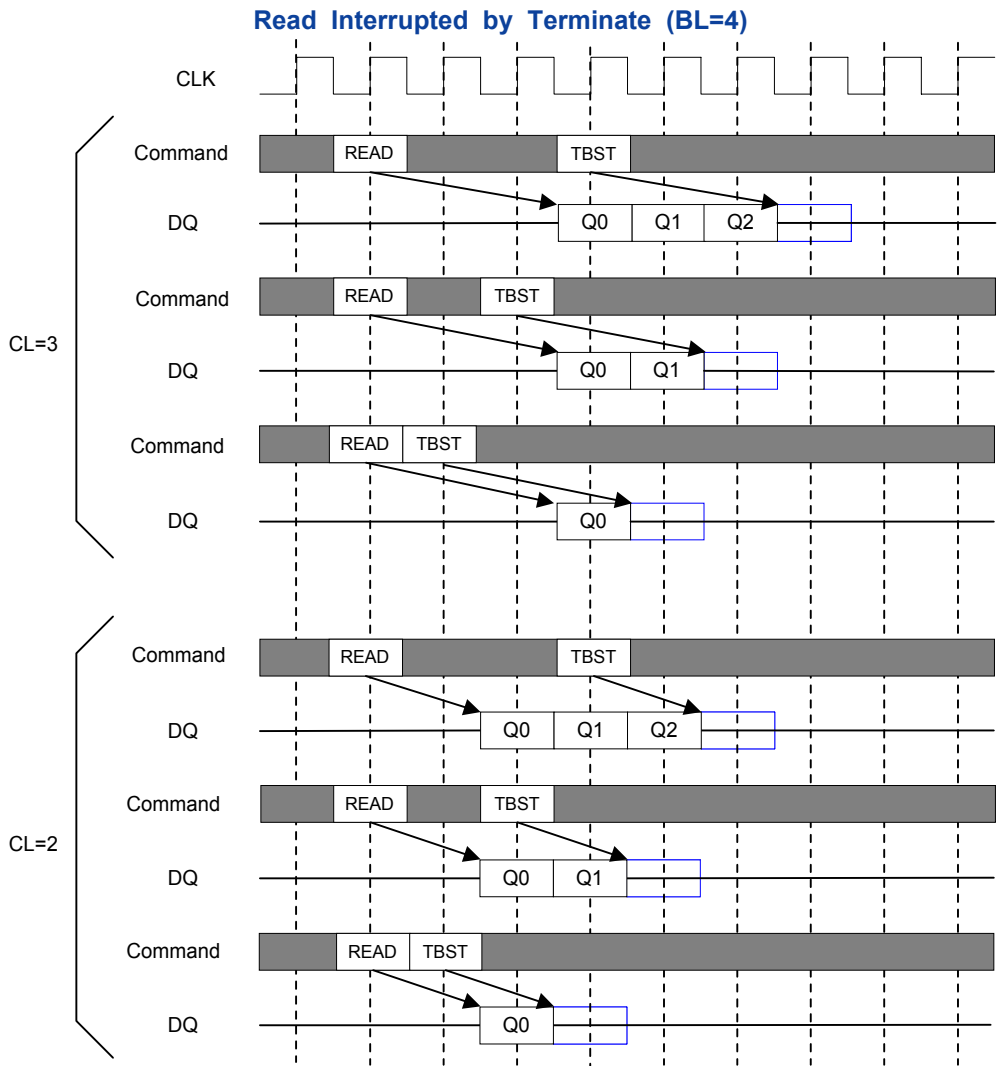 Read Interrupted by Terminate (BL=4)
CLK
Command READ TBST
DQ Q0 Q1 Q2
Command READ TBST
CL=3
DQ Q0 Q1
Command READ TBST
DQ Q0
Command READ TBST
DQ Q0 Q1 Q2
Command READ TBST
CL=2
DQ Q0 Q1
Command READ TBST
DQ Q0